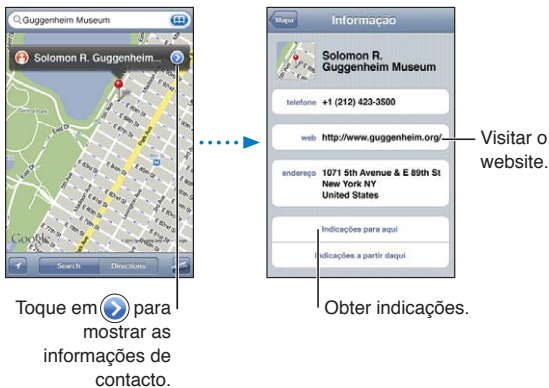 Guggenheim Museum
Solomon R. Guggenheim...
Google
Search
Directions
Toque em para
mostrar as
informações de
contacto.
Mapa
Informação
Solomon R.
Guggenheim Museum
telefone +1 (212) 423-3500
web http://www.guggenheim.org/
endereço 1071 5th Avenue & E 89th St
New York NY
United States
Indicações para aqui
Indicações a partir daqui
Visitar o
website.
Obter indicações.